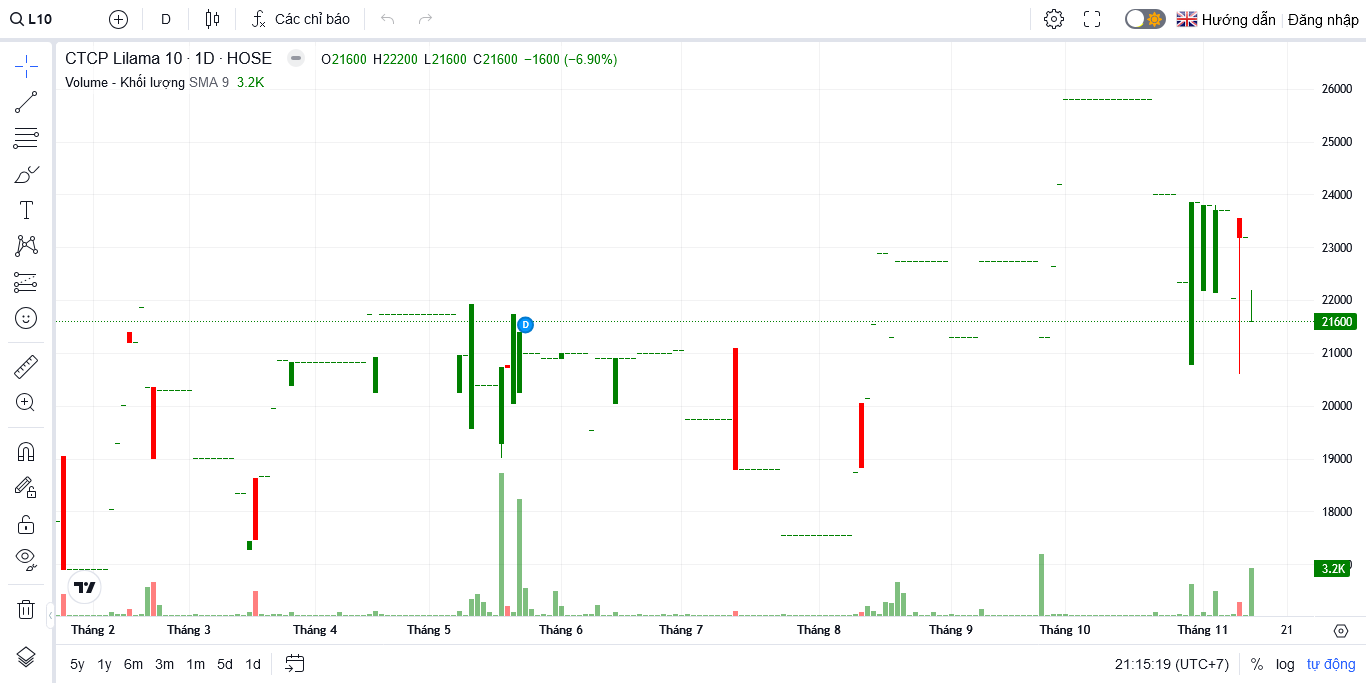 L10 D Các chỉ báo Hướng dẫn Đăng nhập
CTCP Lilama 10 · 1D · HOSE O21600 H22200 L21600 C21600 −1600 (−6.90%)
Volume - Khối lượng SMA 9 3.2K
26000
25000
24000
23000
22000
21600
21000
20000
19000
18000
3.2K
D
Tháng 2 Tháng 3 Tháng 4 Tháng 5 Tháng 6 Tháng 7 Tháng 8 Tháng 9 Tháng 10 Tháng 11 21
5y 1y 6m 3m 1m 5d 1d 21:15:19 (UTC+7) % log tự động